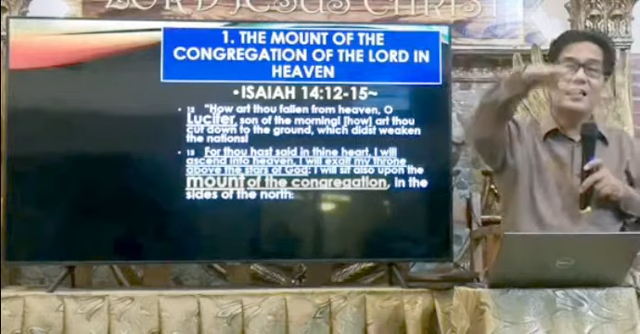 LORD JESUS CHRIST
1. THE MOUNT OF THE
CONGREGATION OF THE LORD IN
HEAVEN
•ISAIAH 14:12-15~
• 12 "How art thou fallen from heaven, O
Lucifer, son of the morning! [how] art thou
cut down to the ground, which didst weaken
the nations!
• 13 For thou hast said in thine heart, I will
ascend into heaven, I will exalt my throne
above the stars of God: I will sit also upon the
mount of the congregation, in the
sides of the north:
DELL